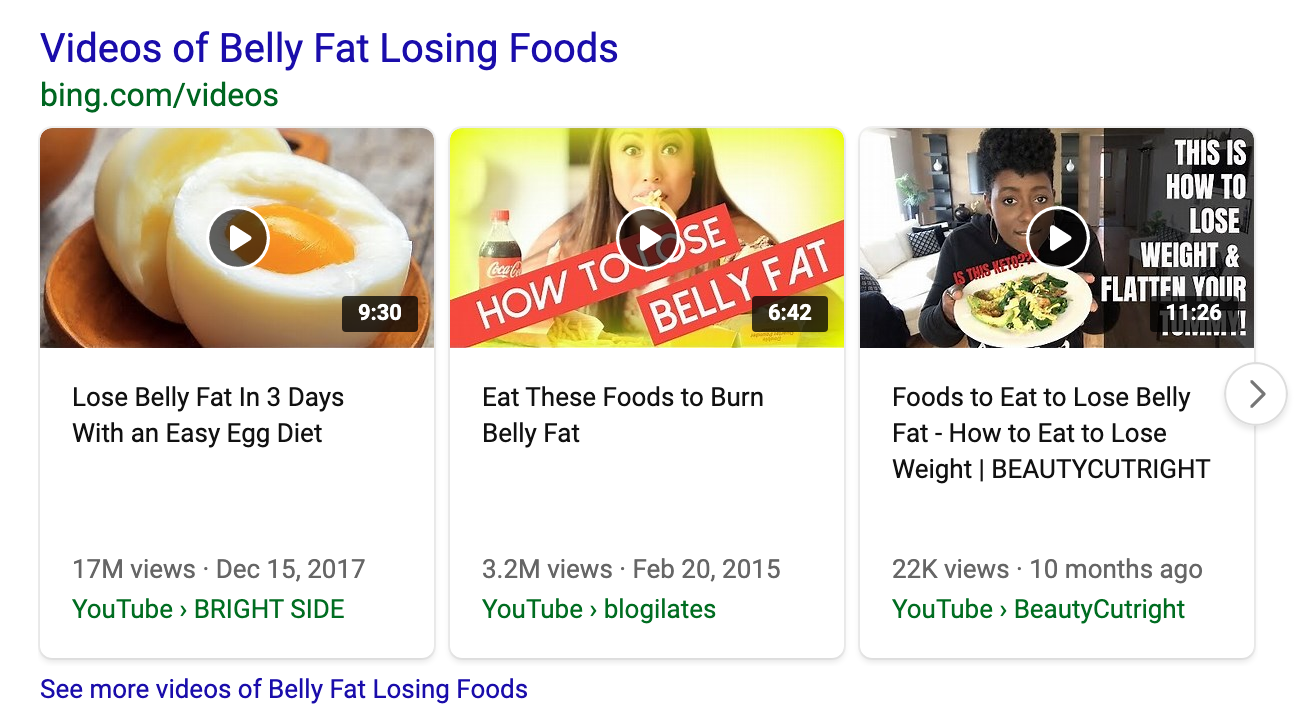 Videos of Belly Fat Losing Foods
bing.com/videos
9:30
Lose Belly Fat In 3 Days
With an Easy Egg Diet
17M views · Dec 15, 2017
YouTube › BRIGHT SIDE
Coca-C
HOW TO LOSE
BELLY FAT
6:42
Eat These Foods to Burn
Belly Fat
3.2M views · Feb 20, 2015
YouTube › blogilates
THIS IS
HOW TO
LOSE
WEIGHT &
FLATTEN YOUR
TUMMY!
IS THIS KETO??
11:26
Foods to Eat to Lose Belly
Fat - How to Eat to Lose
Weight | BEAUTYCUTRIGHT
22K views · 10 months ago
YouTube › BeautyCutright
See more videos of Belly Fat Losing Foods